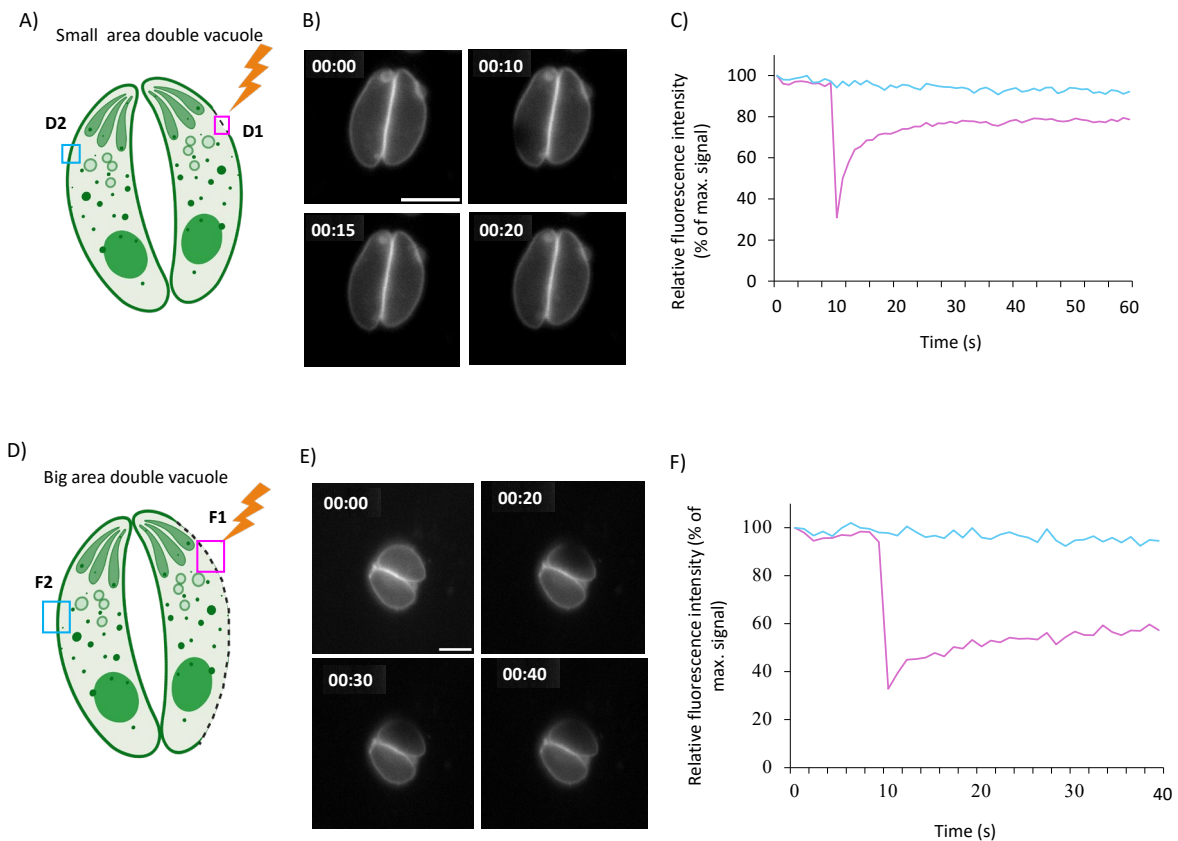 A)
Small area double vacuole
D2
D1
B)
00:00
00:10
00:15
00:20
C)
Relative fluorescence intensity
(% of max. signal)
100
80
60
40
20
0
0
10
20
30
40
50
60
Time (s)
D)
Big area double vacuole
F1
F2
E)
00:00
00:20
00:30
00:40
F)
Relative fluorescence intensity (% of
max. signal)
100
80
60
40
20
0
0
10
20
30
40
Time (s)